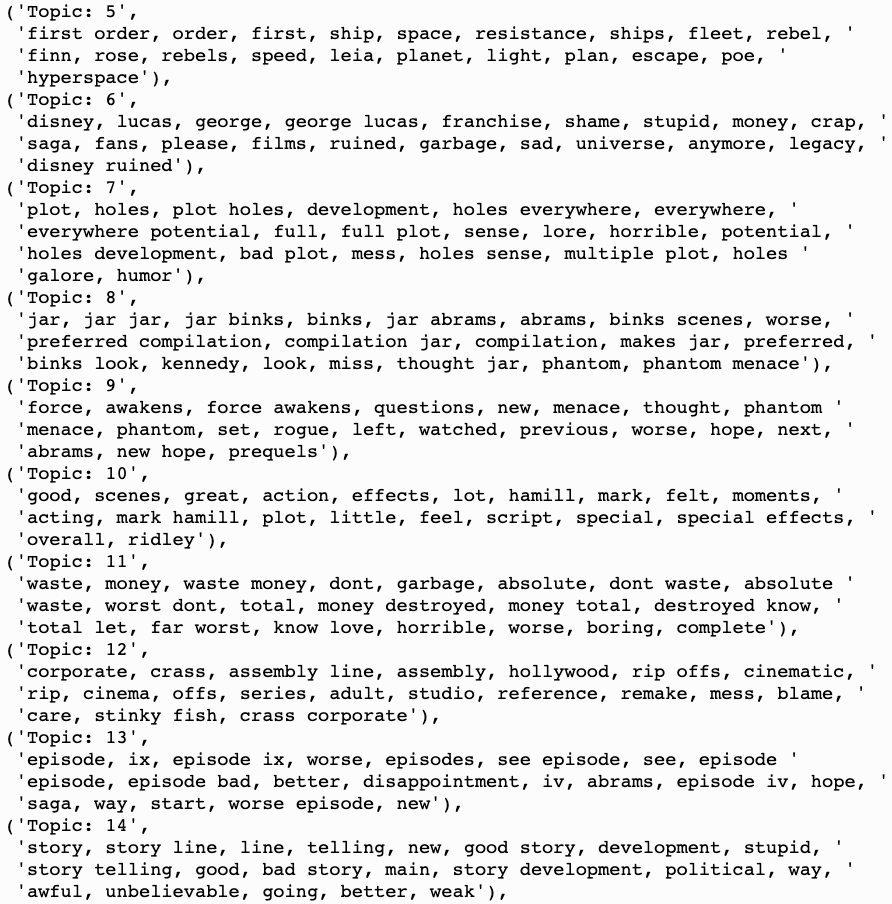 ('Topic: 5',
'first order, order, first, ship, space, resistance, ships, fleet, rebel, '
'finn, rose, rebels, speed, leia, planet, light, plan, escape, poe, '
'hyperspace'),
('Topic: 6',
'disney, lucas, george, george lucas, franchise, shame, stupid, money, crap, '
'saga, fans, please, films, ruined, garbage, sad, universe, anymore, legacy, '
'disney ruined'),
('Topic: 7',
'plot, holes, plot holes, development, holes everywhere, everywhere, '
'everywhere potential, full, full plot, sense, lore, horrible, potential, '
'holes development, bad plot, mess, holes sense, multiple plot, holes '
'galore, humor'),
('Topic: 8',
'jar, jar jar, jar binks, binks, jar abrams, abrams, binks scenes, worse, '
'preferred compilation, compilation jar, compilation, makes jar, preferred, '
'binks look, kennedy, look, miss, thought jar, phantom, phantom menace'),
('Topic: 9',
'force, awakens, force awakens, questions, new, menace, thought, phantom '
'menace, phantom, set, rogue, left, watched, previous, worse, hope, next, '
'abrams, new hope, prequels'),
('Topic: 10',
'good, scenes, great, action, effects, lot, hamill, mark, felt, moments, '
'acting, mark hamill, plot, little, feel, script, special, special effects, '
'overall, ridley'),
('Topic: 11',
'waste, money, waste money, dont, garbage, absolute, dont waste, absolute '
'waste, worst dont, total, money destroyed, money total, destroyed know, '
'total let, far worst, know love, horrible, worse, boring, complete'),
('Topic: 12',
'corporate, crass, assembly line, assembly, hollywood, rip offs, cinematic, '
'rip, cinema, offs, series, adult, studio, reference, remake, mess, blame, '
'care, stinky fish, crass corporate'),
('Topic: 13',
'episode, ix, episode ix, worse, episodes, see episode, see, episode '
'episode, episode bad, better, disappointment, iv, abrams, episode iv, hope, '
'saga, way, start, worse episode, new'),
('Topic: 14',
'story, story line, line, telling, new, good story, development, stupid, '
'story telling, good, bad story, main, story development, political, way, '
'awful, unbelievable, going, better, weak'),